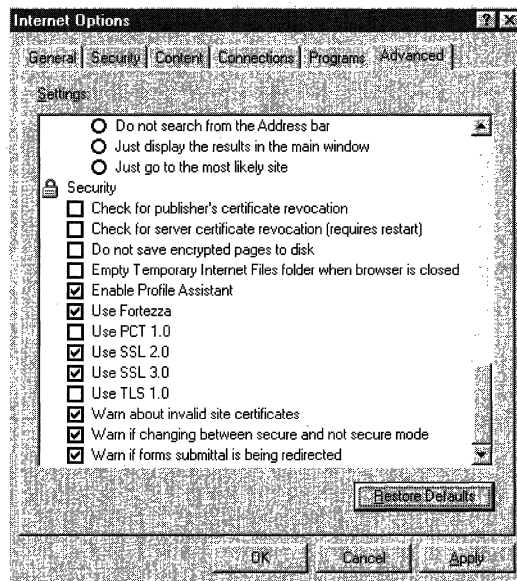 Internet Options
General Security Content Connections Programs Advanced
Settings:
Do not search from the Address bar
Just display the results in the main window
Just go to the most likely site
Security
Check for publisher's certificate revocation
Check for server certificate revocation (requires restart)
Do not save encrypted pages to disk
Empty Temporary Internet Files folder when browser is closed
Enable Profile Assistant
Use Fortezza
Use PCT 1.0
Use SSL 2.0
Use SSL 3.0
Use TLS 1.0
Warn about invalid site certificates
Warn if changing between secure and not secure mode
Warn if forms submittal is being redirected
Restore Defaults
OK Cancel Apply